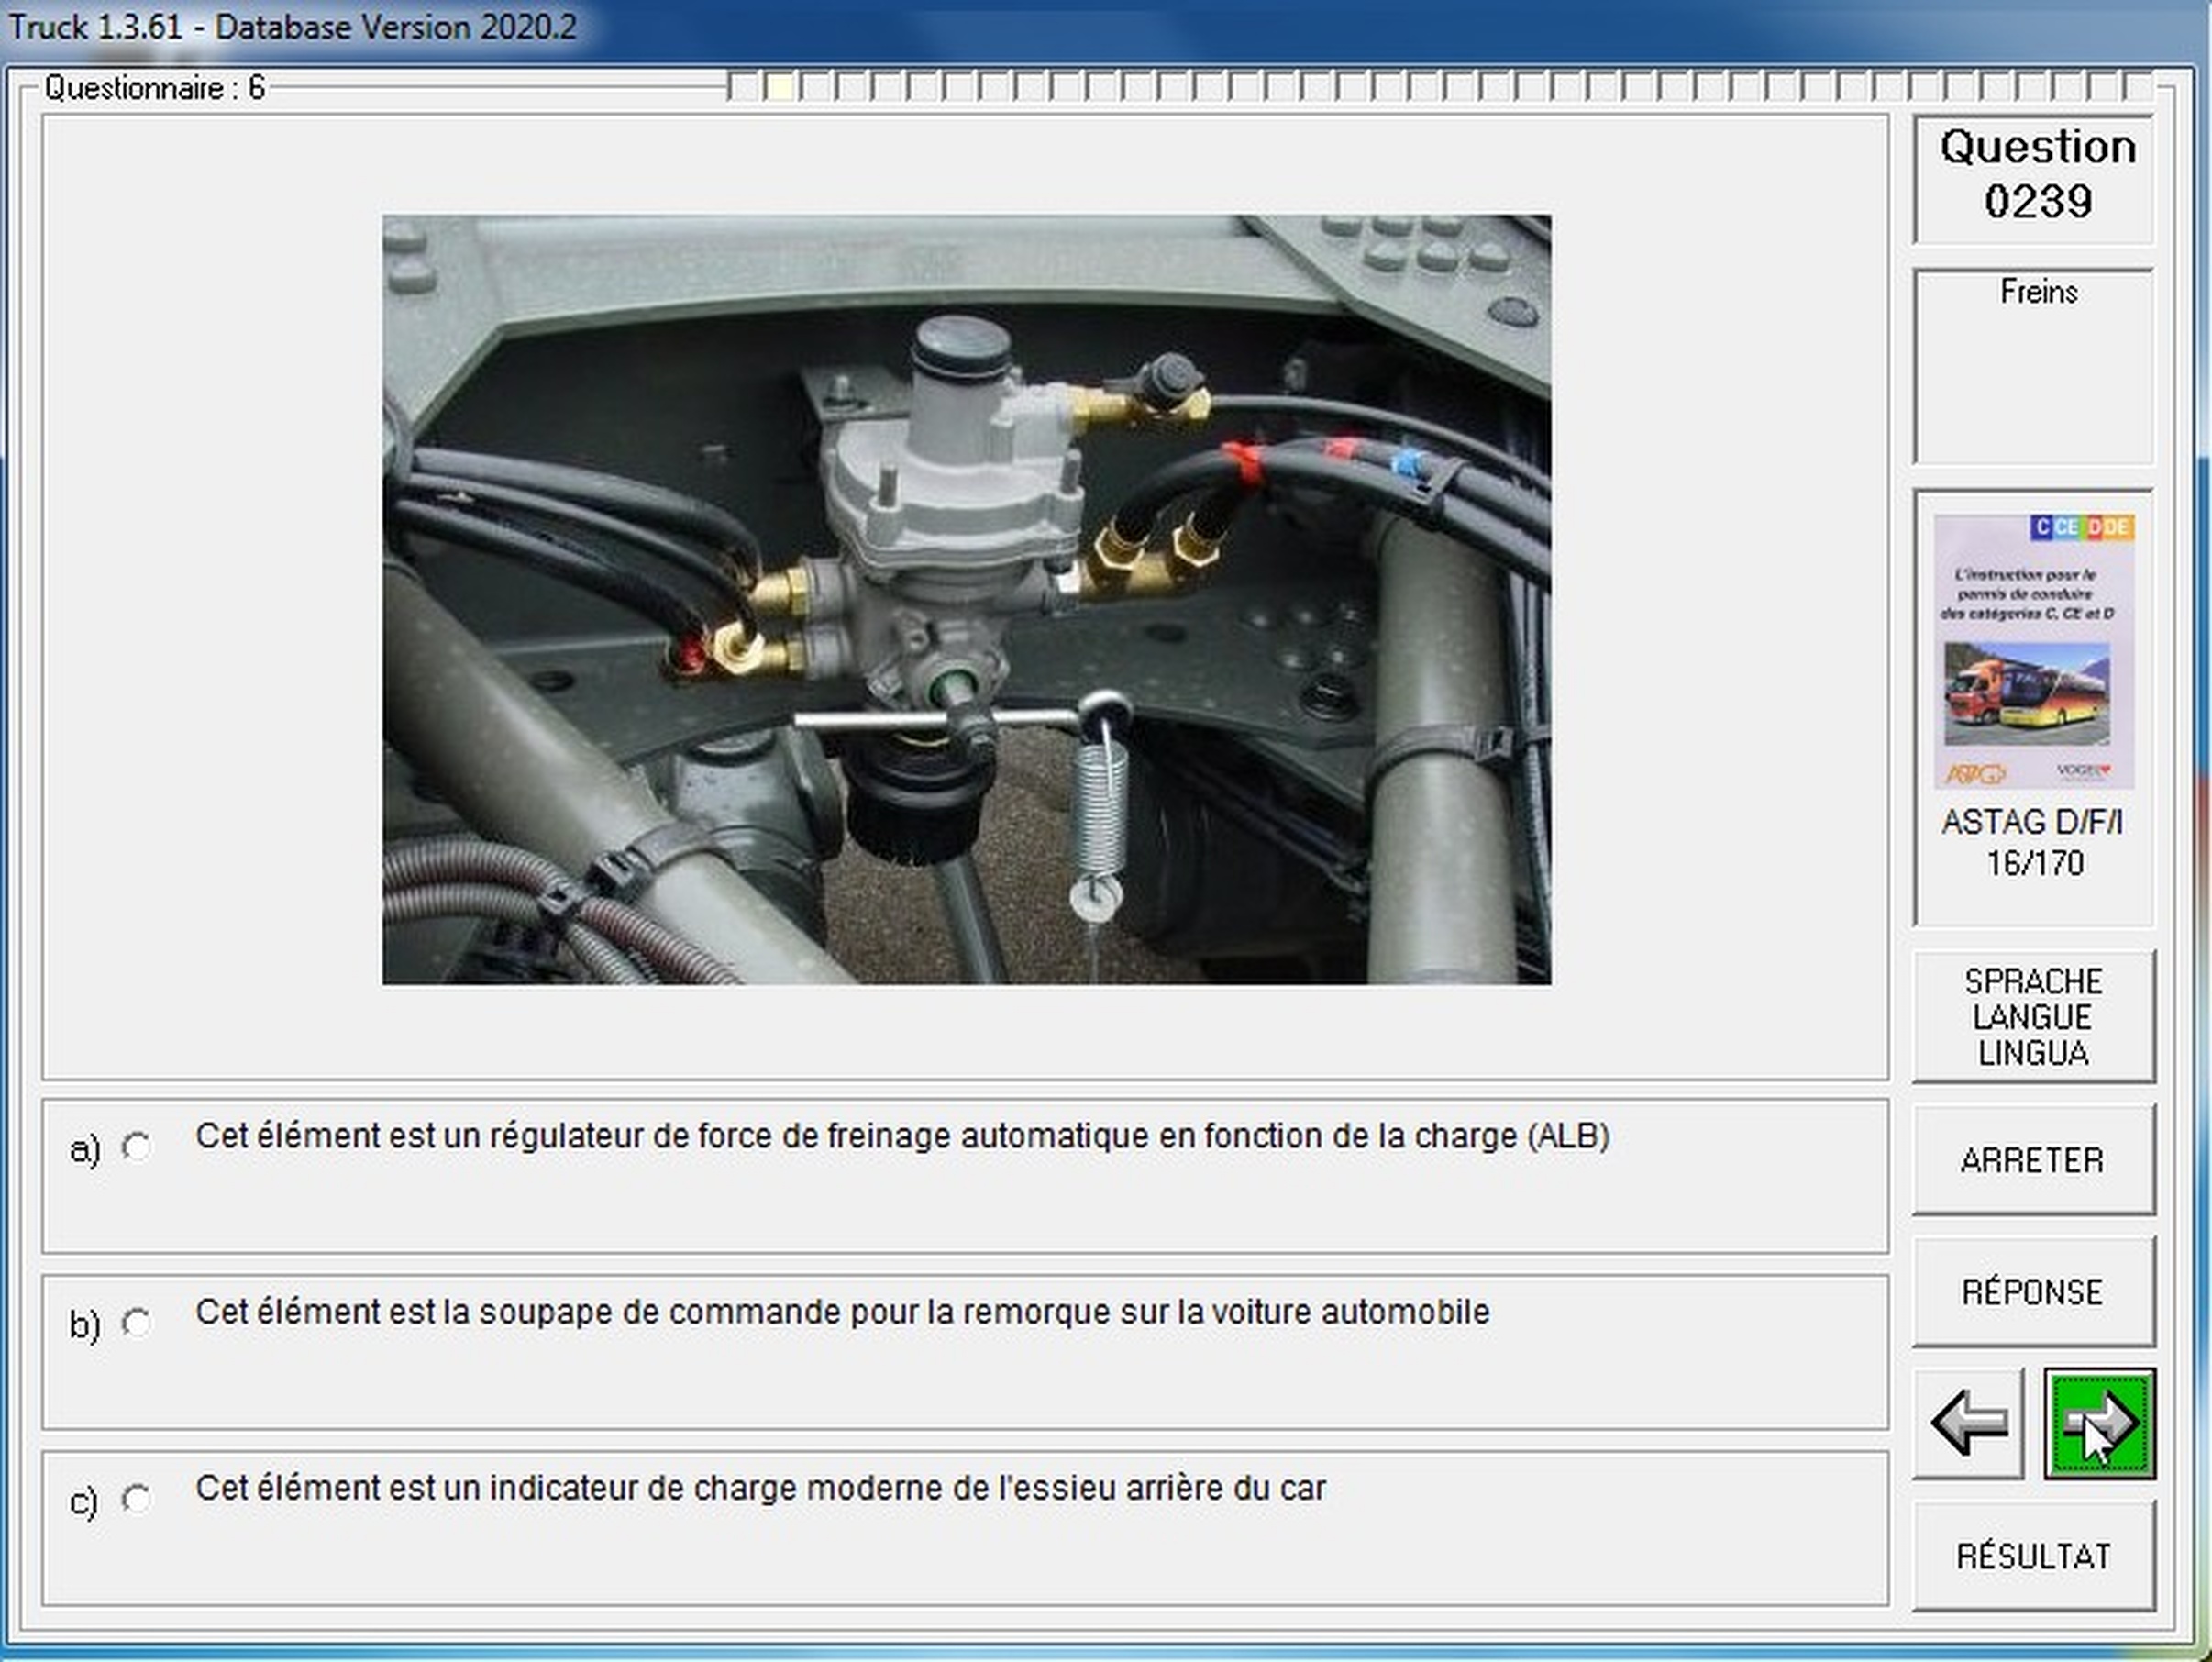 Truck 1.3.61 - Database Version 2020.2
Questionnaire : 6
Question
0239
Freins
C CE D DE
L'instruction pour le
permis de conduire
des catégories C, CE et D
ASTAG
VOGEL
ASTAG D/F/I
16/170
SPRACHE
LANGUE
LINGUA
ARRETER
RÉPONSE
RÉSULTAT
a) Cet élément est un régulateur de force de freinage automatique en fonction de la charge (ALB)
b) Cet élément est la soupape de commande pour la remorque sur la voiture automobile
c) Cet élément est un indicateur de charge moderne de l'essieu arrière du car